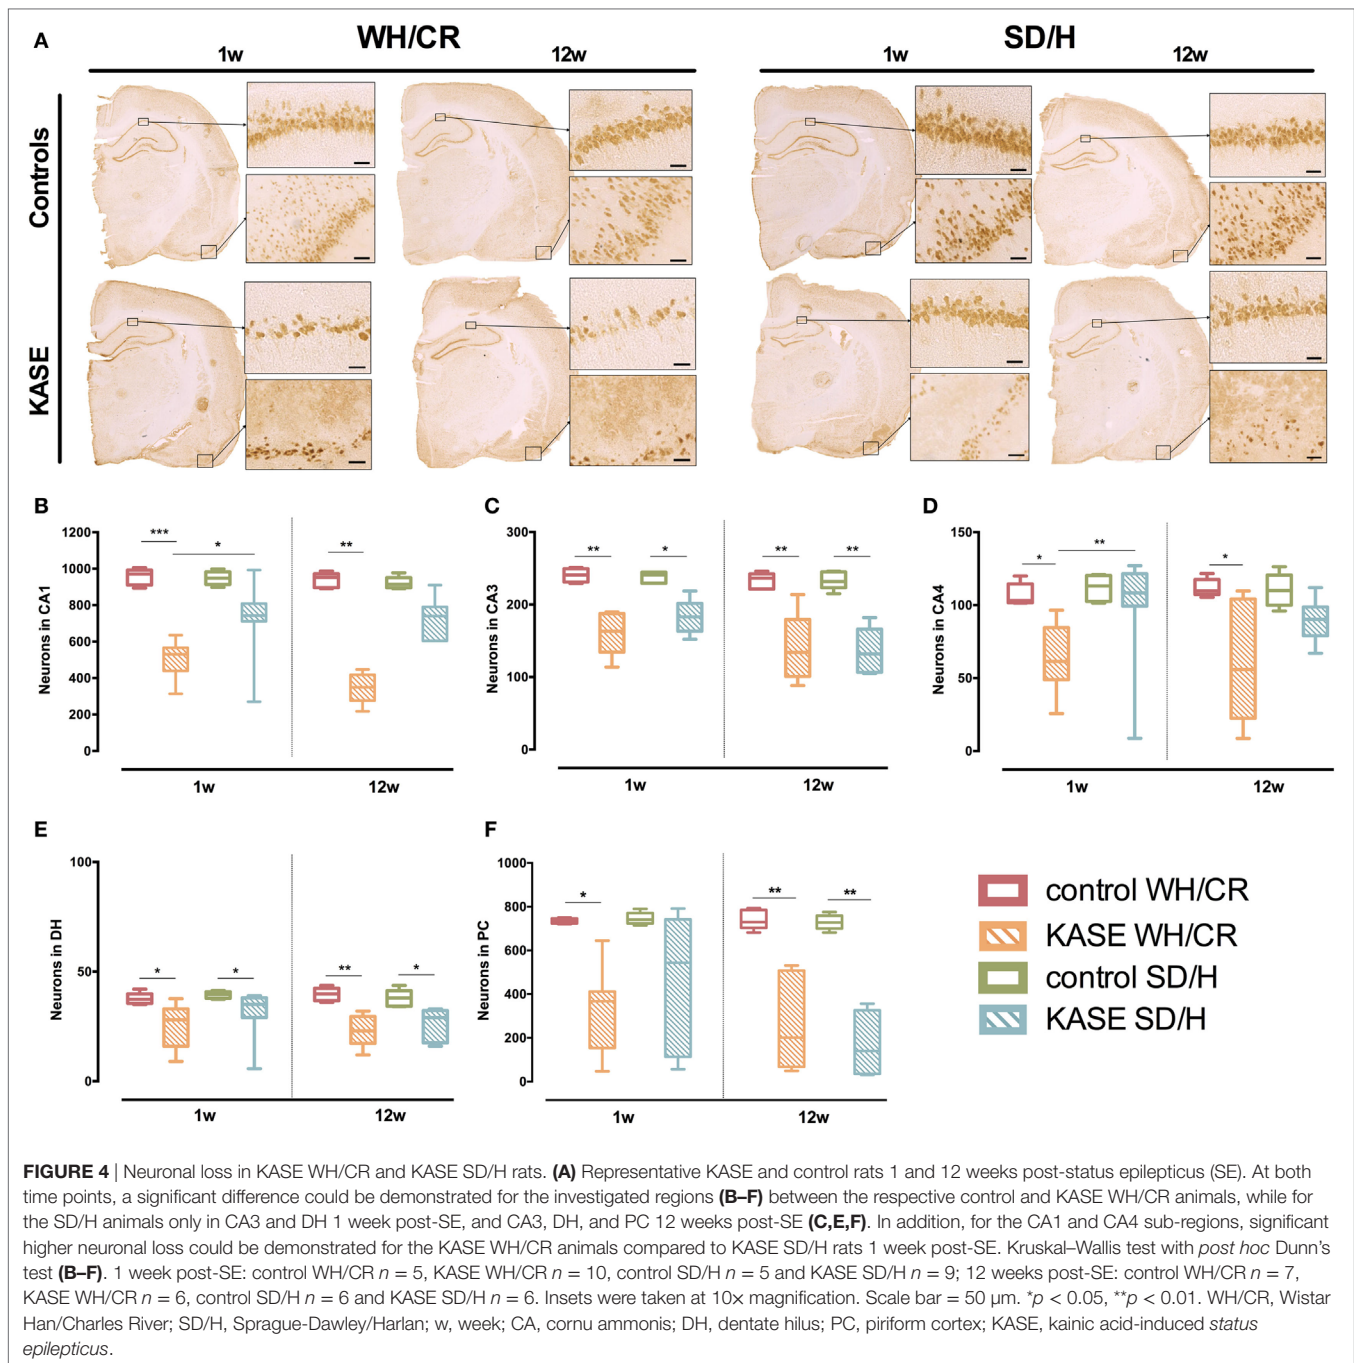 A
WH/CR
SD/H
1w
12w
1w
12w
Controls
KASE
B
Neurons in CA1
1200
1000
800
600
400
200
0
***
*
**
1w
12w
C
Neurons in CA3
300
200
100
0
**
*
**
**
1w
12w
D
Neurons in CA4
150
100
50
0
*
**
*
1w
12w
E
Neurons in DH
100
50
0
*
*
**
*
1w
12w
F
Neurons in PC
1000
800
600
400
200
0
*
**
**
1w
12w
control WH/CR
KASE WH/CR
control SD/H
KASE SD/H
FIGURE 4 | Neuronal loss in KASE WH/CR and KASE SD/H rats. (A) Representative KASE and control rats 1 and 12 weeks post-status epilepticus (SE). At both
time points, a significant difference could be demonstrated for the investigated regions (B–F) between the respective control and KASE WH/CR animals, while for
the SD/H animals only in CA3 and DH 1 week post-SE, and CA3, DH, and PC 12 weeks post-SE (C,E,F). In addition, for the CA1 and CA4 sub-regions, significant
higher neuronal loss could be demonstrated for the KASE WH/CR animals compared to KASE SD/H rats 1 week post-SE. Kruskal–Wallis test with post hoc Dunn's
test (B–F). 1 week post-SE: control WH/CR n = 5, KASE WH/CR n = 10, control SD/H n = 5 and KASE SD/H n = 9; 12 weeks post-SE: control WH/CR n = 7,
KASE WH/CR n = 6, control SD/H n = 6 and KASE SD/H n = 6. Insets were taken at 10× magnification. Scale bar = 50 μm. *p < 0.05, **p < 0.01. WH/CR, Wistar
Han/Charles River; SD/H, Sprague-Dawley/Harlan; w, week; CA, cornu ammonis; DH, dentate hilus; PC, piriform cortex; KASE, kainic acid-induced status
epilepticus.